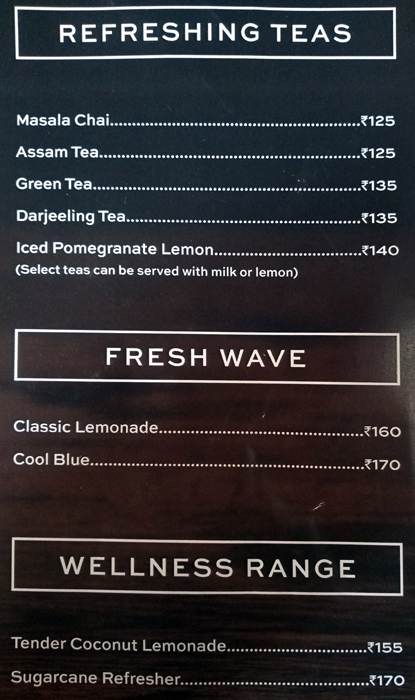 REFRESHING TEAS
Masala Chai..........................................................₹125
Assam Tea............................................................₹125
Green Tea.............................................................₹135
Darjeeling Tea.......................................................₹135
Iced Pomegranate Lemon................................₹140
(Select teas can be served with milk or lemon)
FRESH WAVE
Classic Lemonade.............................................₹160
Cool Blue.............................................................₹170
WELLNESS RANGE
Tender Coconut Lemonade..............................₹155
Sugarcane Refresher.........................................₹170